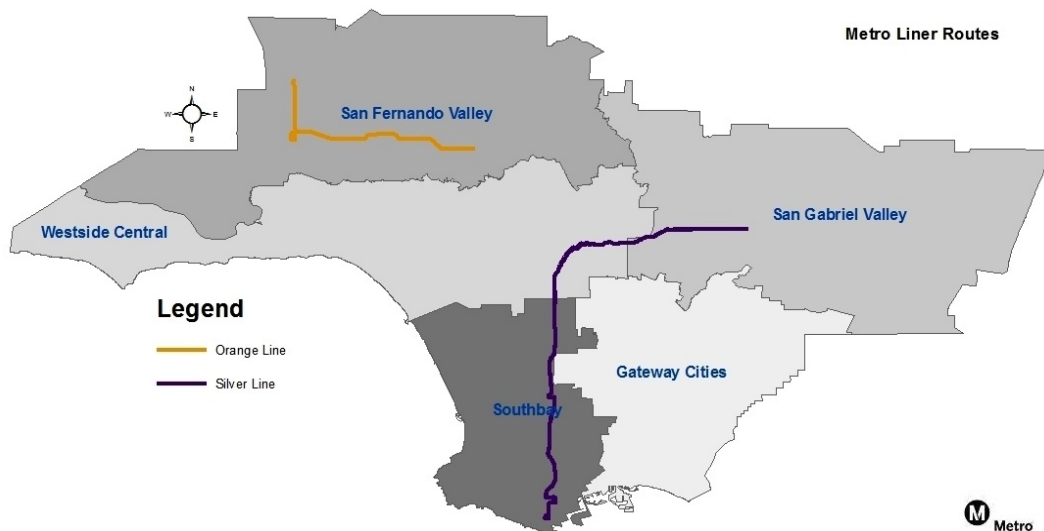 Metro Liner Routes
N
W E
S
San Fernando Valley
San Gabriel Valley
Westside Central
Legend
Orange Line
Silver Line
Gateway Cities
Southbay
M
Metro